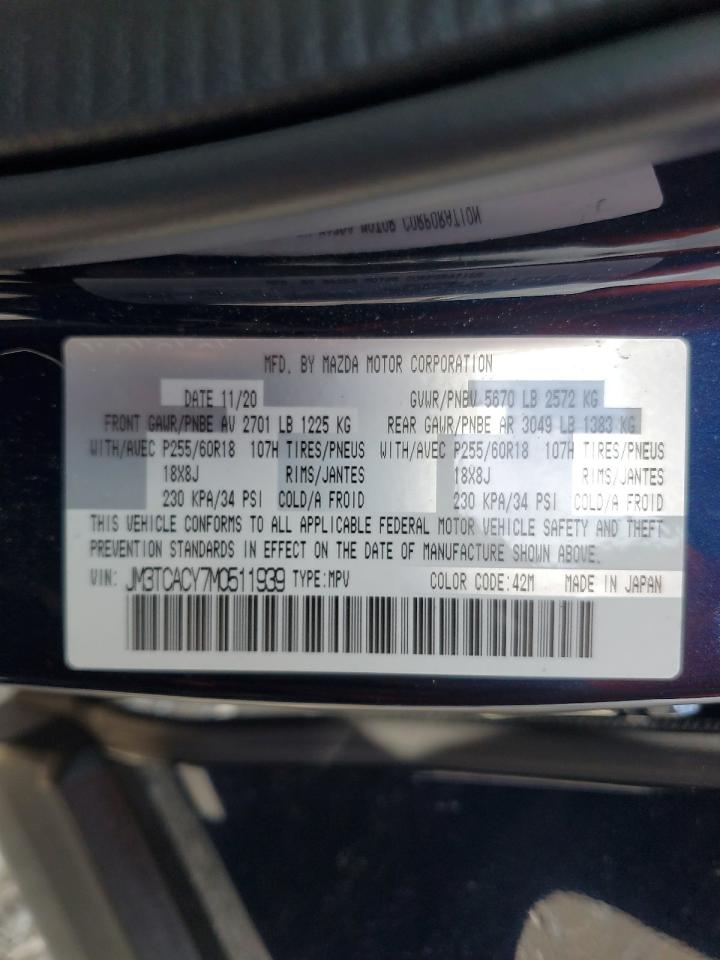 MFD. BY MAZDA MOTOR CORPORATION
DATE 11/20 GVWR/PNBV 5670 LB 2572 KG
FRONT GAWR/PNBE AV 2701 LB 1225 KG REAR GAWR/PNBE AR 3049 LB 1383 KG
WITH/AVEC P255/60R18 107H TIRES/PNEUS WITH/AVEC P255/60R18 107H TIRES/PNEUS
18X8J RIMS/JANTES 18X8J RIMS/JANTES
230 KPA/34 PSI COLD/A FROID 230 KPA/34 PSI COLD/A FROID
THIS VEHICLE CONFORMS TO ALL APPLICABLE FEDERAL MOTOR VEHICLE SAFETY AND THEFT
PREVENTION STANDARDS IN EFFECT ON THE DATE OF MANUFACTURE SHOWN ABOVE.
VIN: JM3TCACY7M0511939 TYPE:MPV COLOR CODE:42M MADE IN JAPAN